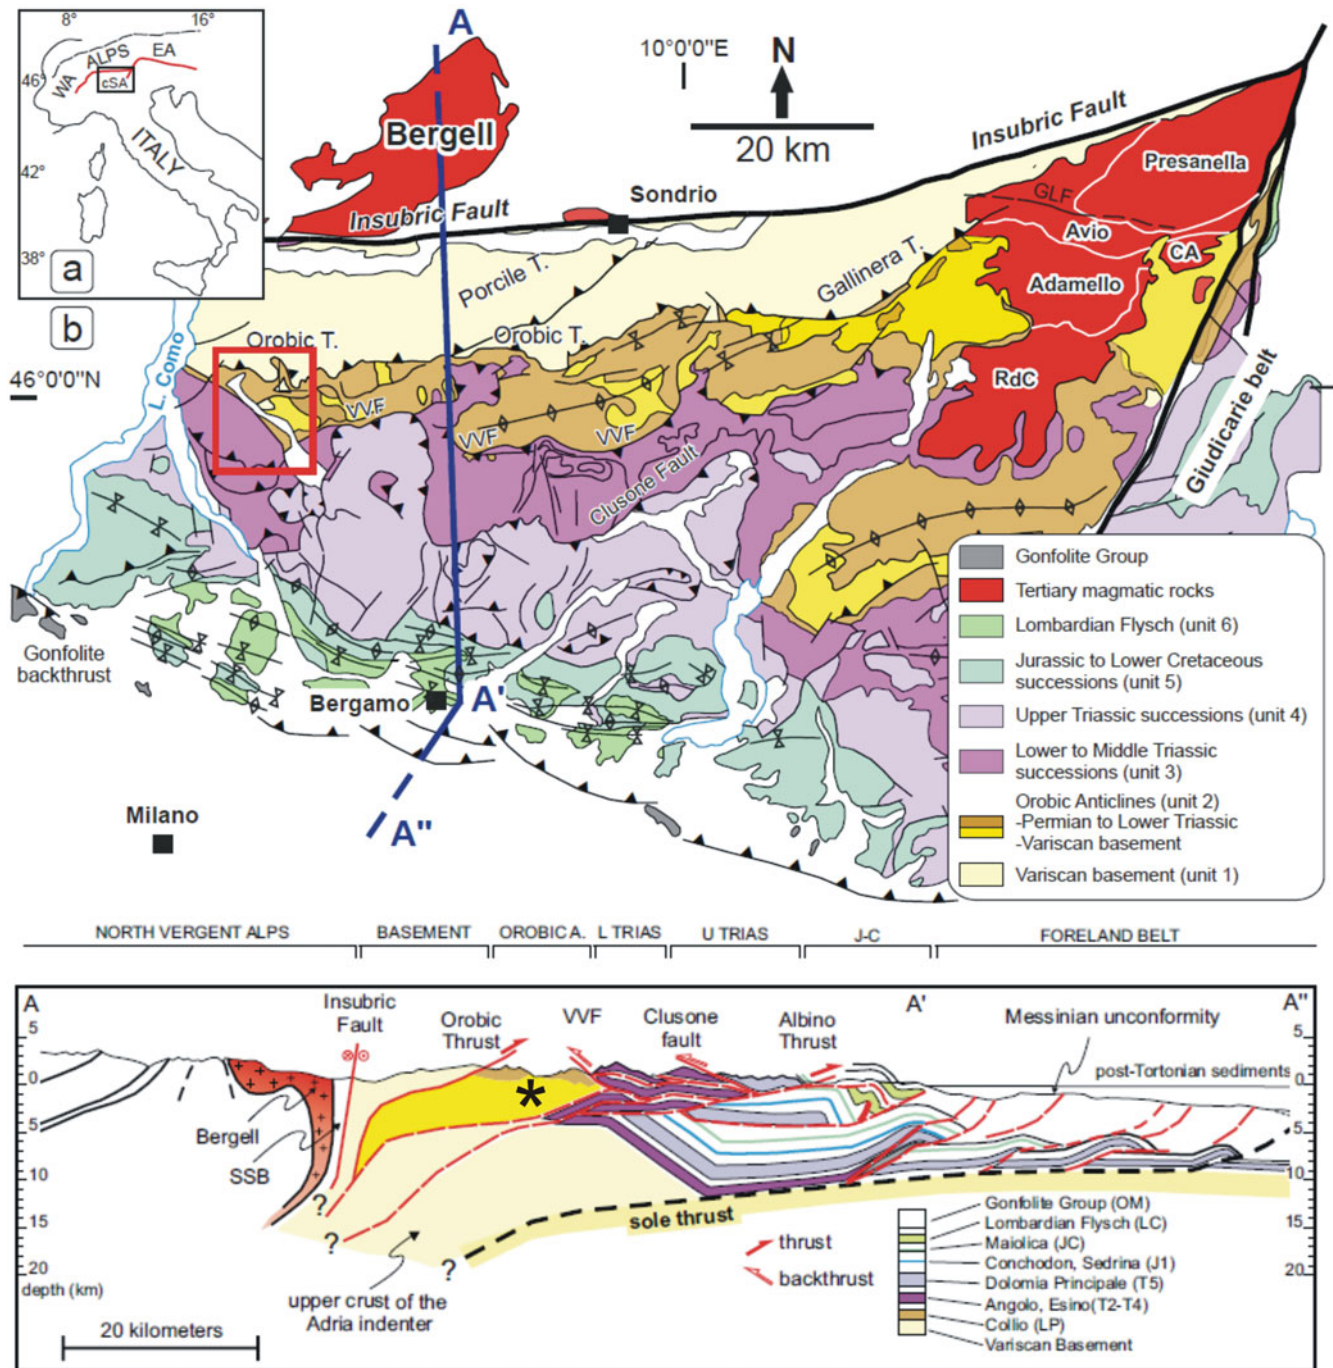 8°
16°
ALPS
EA
46°
WA
cSA
ITALY
42°
38°
a
b
A
Bergell
10°0'0"E
N
20 km
Insubric Fault
Presanella
Sondrio
Insubric Fault
GLF
Avio
CA
Porcile T.
Gallinera T.
Adamello
Orobic T.
Orobic T.
46°0'0"N
L. Como
RdC
VVF
VVF
VVF
Giudicarie belt
Clusone Fault
Gonfolite
backthrust
Bergamo
A'
Milano
A"
Gonfolite Group
Tertiary magmatic rocks
Lombardian Flysch (unit 6)
Jurassic to Lower Cretaceous
successions (unit 5)
Upper Triassic successions (unit 4)
Lower to Middle Triassic
successions (unit 3)
Orobic Anticlines (unit 2)
-Permian to Lower Triassic
-Variscan basement
Variscan basement (unit 1)
NORTH VERGENT ALPS
BASEMENT
OROBIC A.
L TRIAS
U TRIAS
J-C
FORELAND BELT
A
Insubric
Fault
Orobic
Thrust
VVF
Clusone
fault
Albino
Thrust
A'
Messinian unconformity
A"
5
0
5
10
15
20
depth (km)
5
0
5
10
15
20
post-Tortonian sediments
Bergell
SSB
*
?
?
?
sole thrust
thrust
backthrust
upper crust of the
Adria indenter
20 kilometers
Gonfolite Group (OM)
Lombardian Flysch (LC)
Maiolica (JC)
Conchodon, Sedrina (J1)
Dolomia Principale (T5)
Angolo, Esino(T2-T4)
Collio (LP)
Variscan Basement